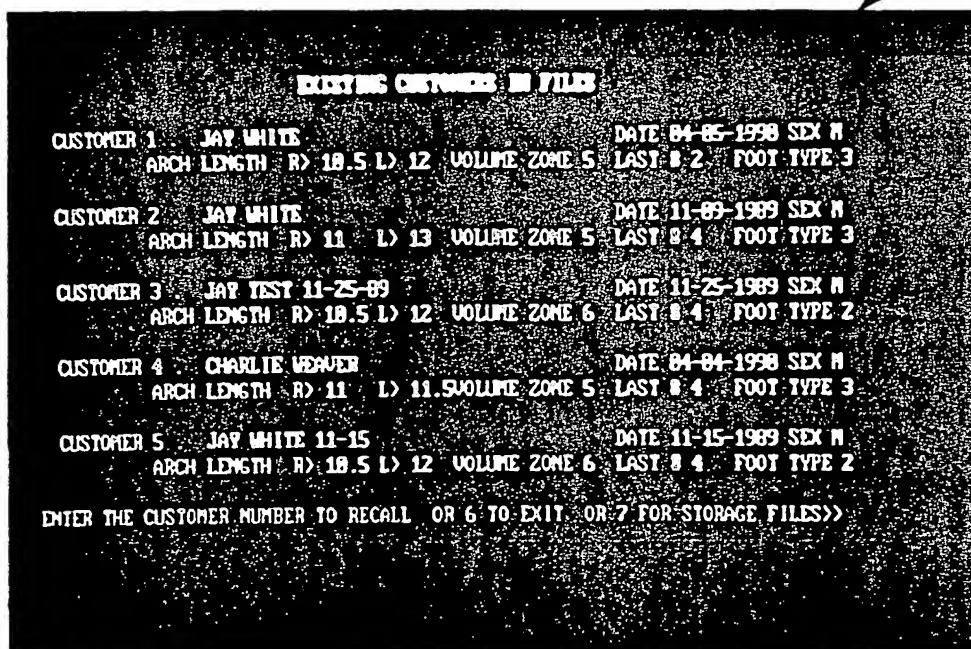 EXISTING CUSTOMERS IN FILES
CUSTOMER 1 . JAY WHITE DATE 04-05-1990 SEX M
ARCH LENGTH R> 10.5 L> 12 VOLUME ZONE 5 LAST # 2 FOOT TYPE 3
CUSTOMER 2 . JAY WHITE DATE 11-09-1989 SEX M
ARCH LENGTH R> 11 L> 13 VOLUME ZONE 5 LAST # 4 FOOT TYPE 3
CUSTOMER 3 . JAY TEST 11-25-89 DATE 11-25-1989 SEX M
ARCH LENGTH R> 10.5 L> 12 VOLUME ZONE 6 LAST # 4 FOOT TYPE 2
CUSTOMER 4 . CHARLIE WEAVER DATE 04-04-1990 SEX M
ARCH LENGTH R> 11 L> 11.5VOLUME ZONE 5 LAST # 4 FOOT TYPE 3
CUSTOMER 5 . JAY WHITE 11-15 DATE 11-15-1989 SEX M
ARCH LENGTH R> 10.5 L> 12 VOLUME ZONE 6 LAST # 4 FOOT TYPE 2
ENTER THE CUSTOMER NUMBER TO RECALL OR 6 TO EXIT OR 7 FOR STORAGE FILES>>